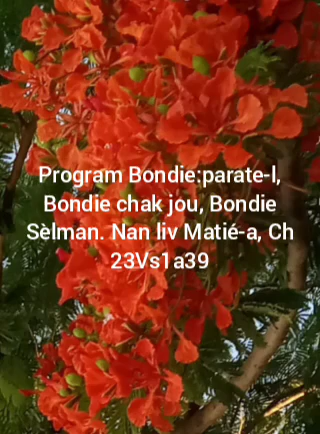 Program Bondie:parate-l,
Bondie chak jou, Bondie
Sèlman. Nan liv Matié-a, Ch
23Vs1a39